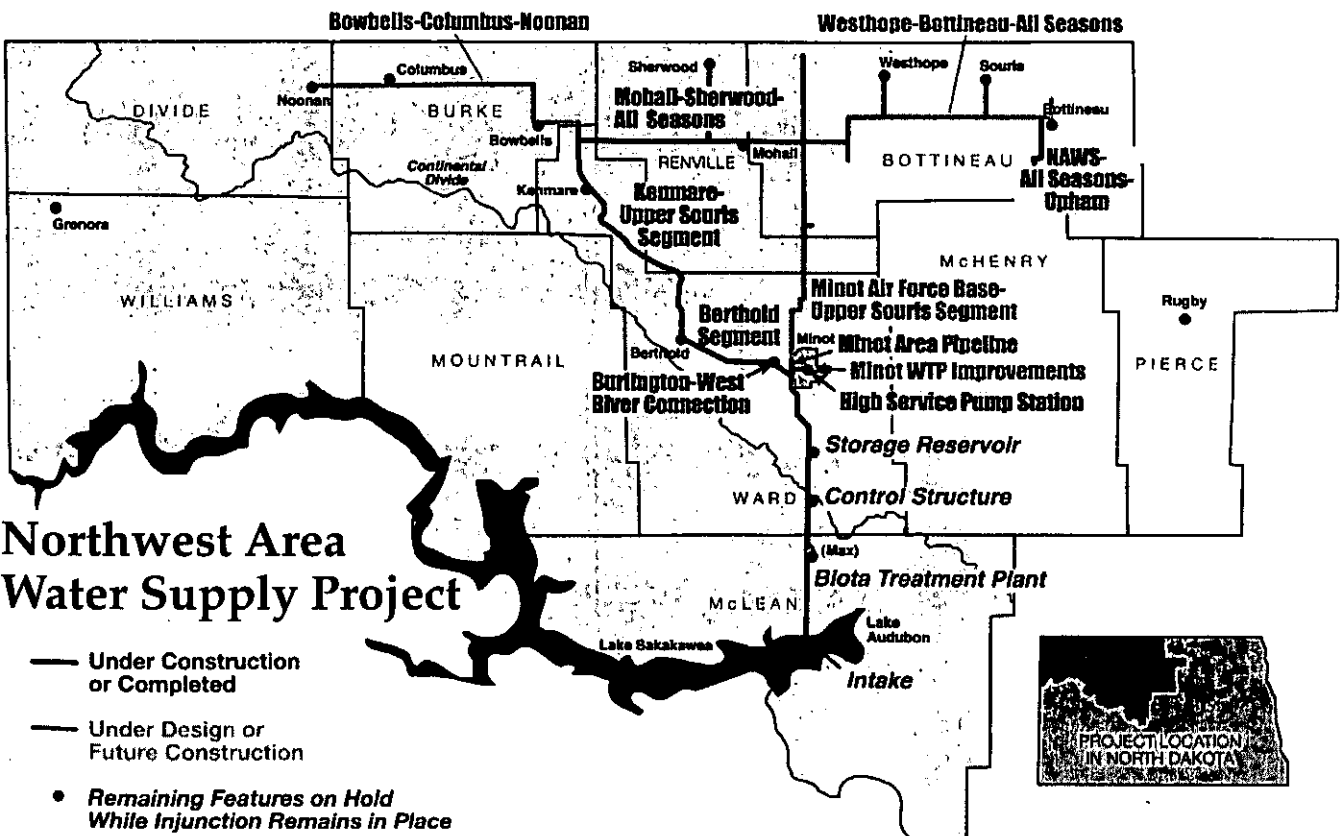 Bowbells-Columbus-Noonan
Westhope-Bottineau-All Seasons
Columbus
Noonan
DIVIDE
BURKE
Bowbells
Sherwood
Mohall-Sherwood-
All Seasons
RENVILLE
Mohall
Westhope
Souris
Bottineau
BOTTINEAU
NAWS-
All Seasons-
Upham
Continental
Divide
Kenmare
Kenmare-
Upper Souris
Segment
Grenora
WILLIAMS
MOUNTRAIL
McHENRY
Rugby
PIERCE
Minot Air Force Base-
Upper Souris Segment
Berthold
Segment
Berthold
Minot
Minot Area Pipeline
Minot WTP Improvements
High Service Pump Station
Burlington-West
River Connection
Storage Reservoir
WARD
Control Structure
(Max)
Biota Treatment Plant
McLEAN
Lake
Audubon
Lake Sakakawea
Intake
Northwest Area
Water Supply Project
Under Construction
or Completed
Under Design or
Future Construction
Remaining Features on Hold
While Injunction Remains in Place
PROJECT LOCATION
IN NORTH DAKOTA